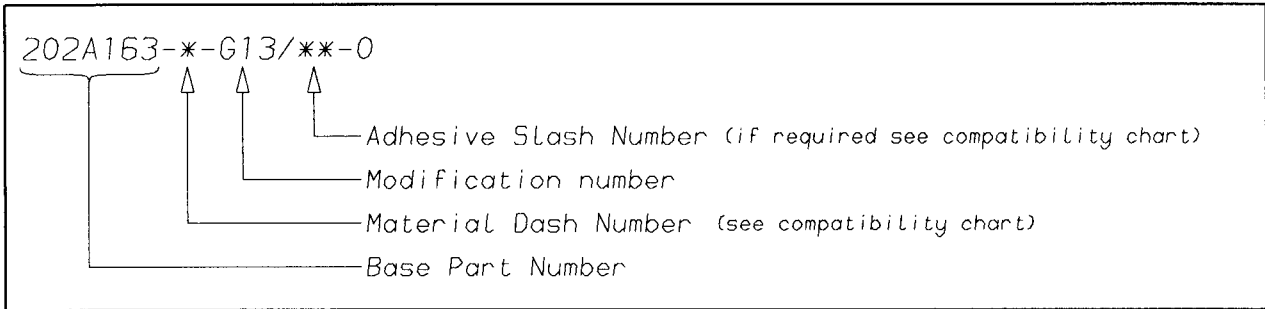 202A163-*-G13/**-0
Adhesive Slash Number (if required see compatibility chart)
Modification number
Material Dash Number (see compatibility chart)
Base Part Number